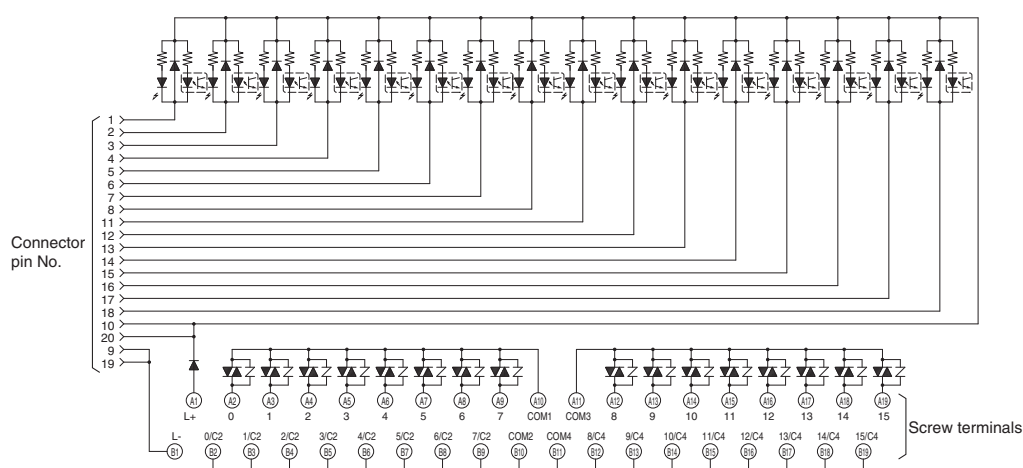 1
2
3
4
5
6
7
8
11
12
13
14
15
16
17
18
10
20
9
19
Connector
pin No.
A1 A2 A3 A4 A5 A6 A7 A8 A9 A10 A11 A12 A13 A14 A15 A16 A17 A18 A19
L+ 0 1 2 3 4 5 6 7 COM1 COM3 8 9 10 11 12 13 14 15
Screw terminals
L- 0/C2 1/C2 2/C2 3/C2 4/C2 5/C2 6/C2 7/C2 COM2 COM4 8/C4 9/C4 10/C4 11/C4 12/C4 13/C4 14/C4 15/C4
B1 B2 B3 B4 B5 B6 B7 B8 B9 B10 B11 B12 B13 B14 B15 B16 B17 B18 B19